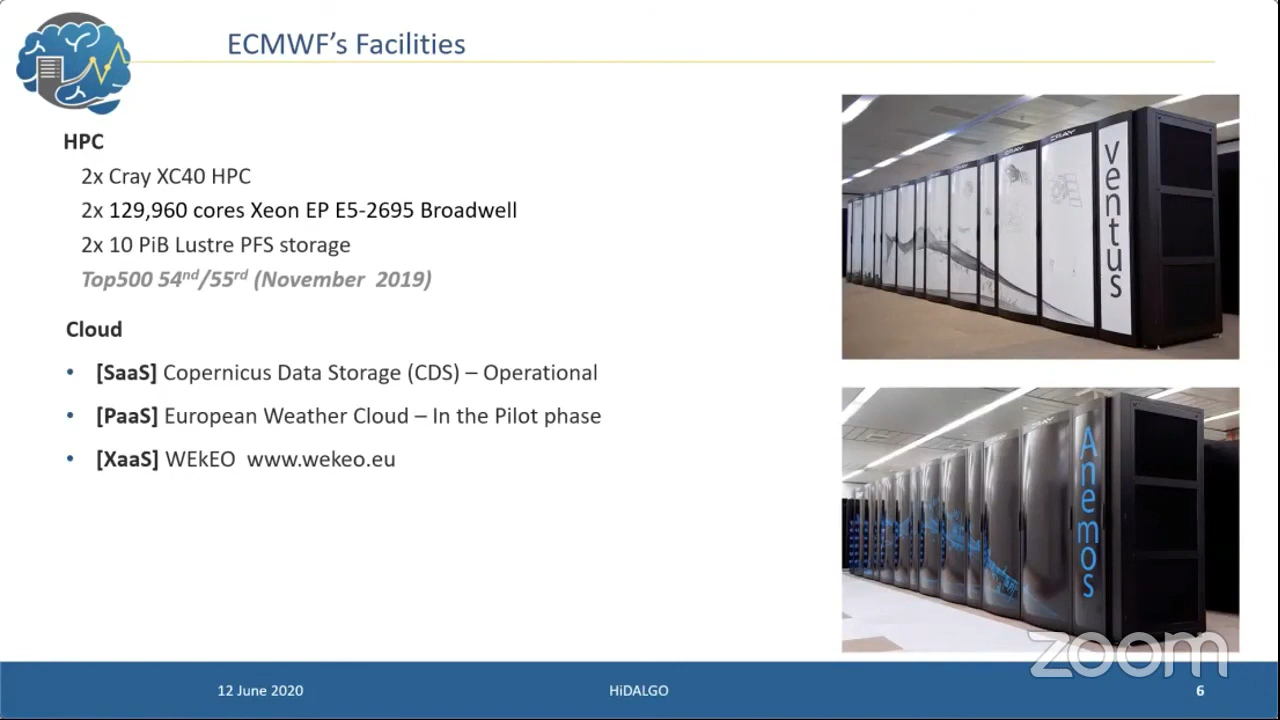 ECMWF's Facilities
HPC
2x Cray XC40 HPC
2x 129,960 cores Xeon EP E5-2695 Broadwell
2x 10 PiB Lustre PFS storage
Top500 54nd/55rd (November 2019)
Cloud
• [SaaS] Copernicus Data Storage (CDS) – Operational
• [PaaS] European Weather Cloud – In the Pilot phase
• [XaaS] WEkEO www.wekeo.eu
CRAY
CRAY
ventus
Anemos
zoom
12 June 2020
HiDALGO
6